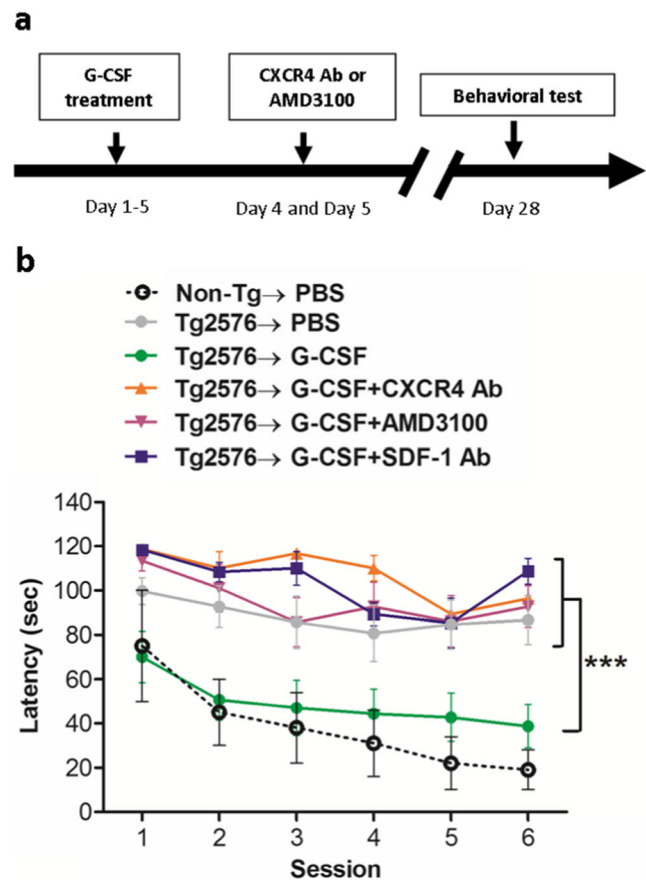 a
G-CSF
treatment
CXCR4 Ab or
AMD3100
Behavioral test
Day 1-5
Day 4 and Day 5
Day 28
b
Non-Tg→ PBS
Tg2576→ PBS
Tg2576→ G-CSF
Tg2576→ G-CSF+CXCR4 Ab
Tg2576→ G-CSF+AMD3100
Tg2576→ G-CSF+SDF-1 Ab
Latency (sec)
140
120
100
80
60
40
20
0
***
1 2 3 4 5 6
Session